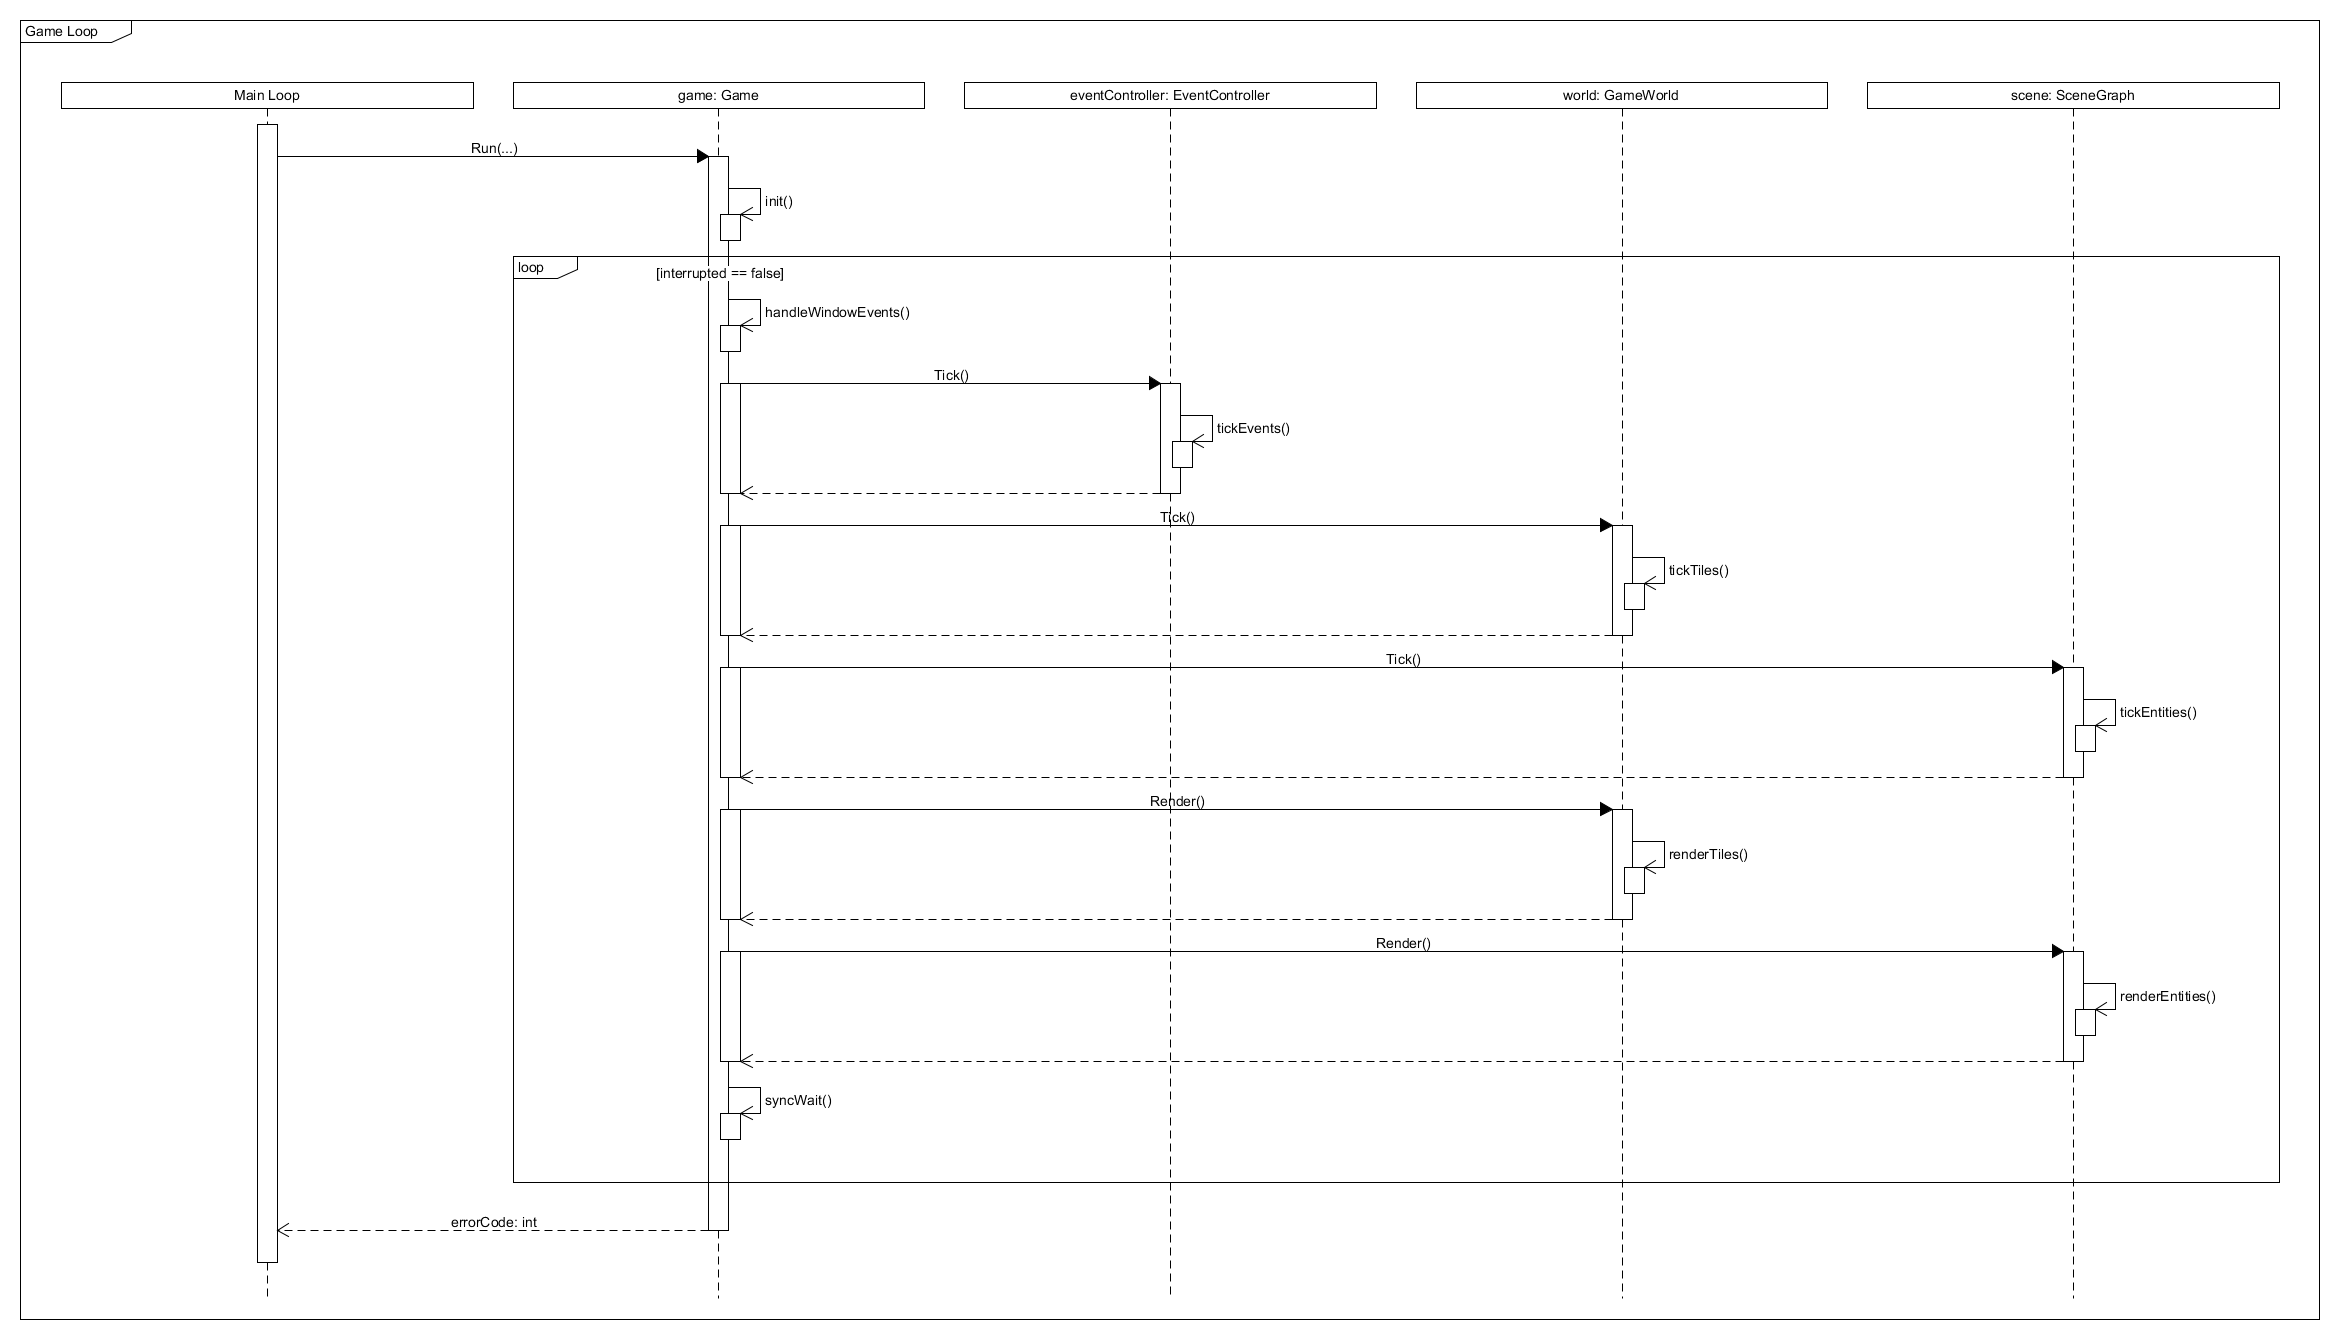 Game Loop
Main Loop
game: Game
eventController: EventController
world: GameWorld
scene: SceneGraph
Run(...)
init()
loop
[interrupted == false]
handleWindowEvents()
Tick()
tickEvents()
Tick()
tickTiles()
Tick()
tickEntities()
Render()
renderTiles()
Render()
renderEntities()
syncWait()
errorCode: int